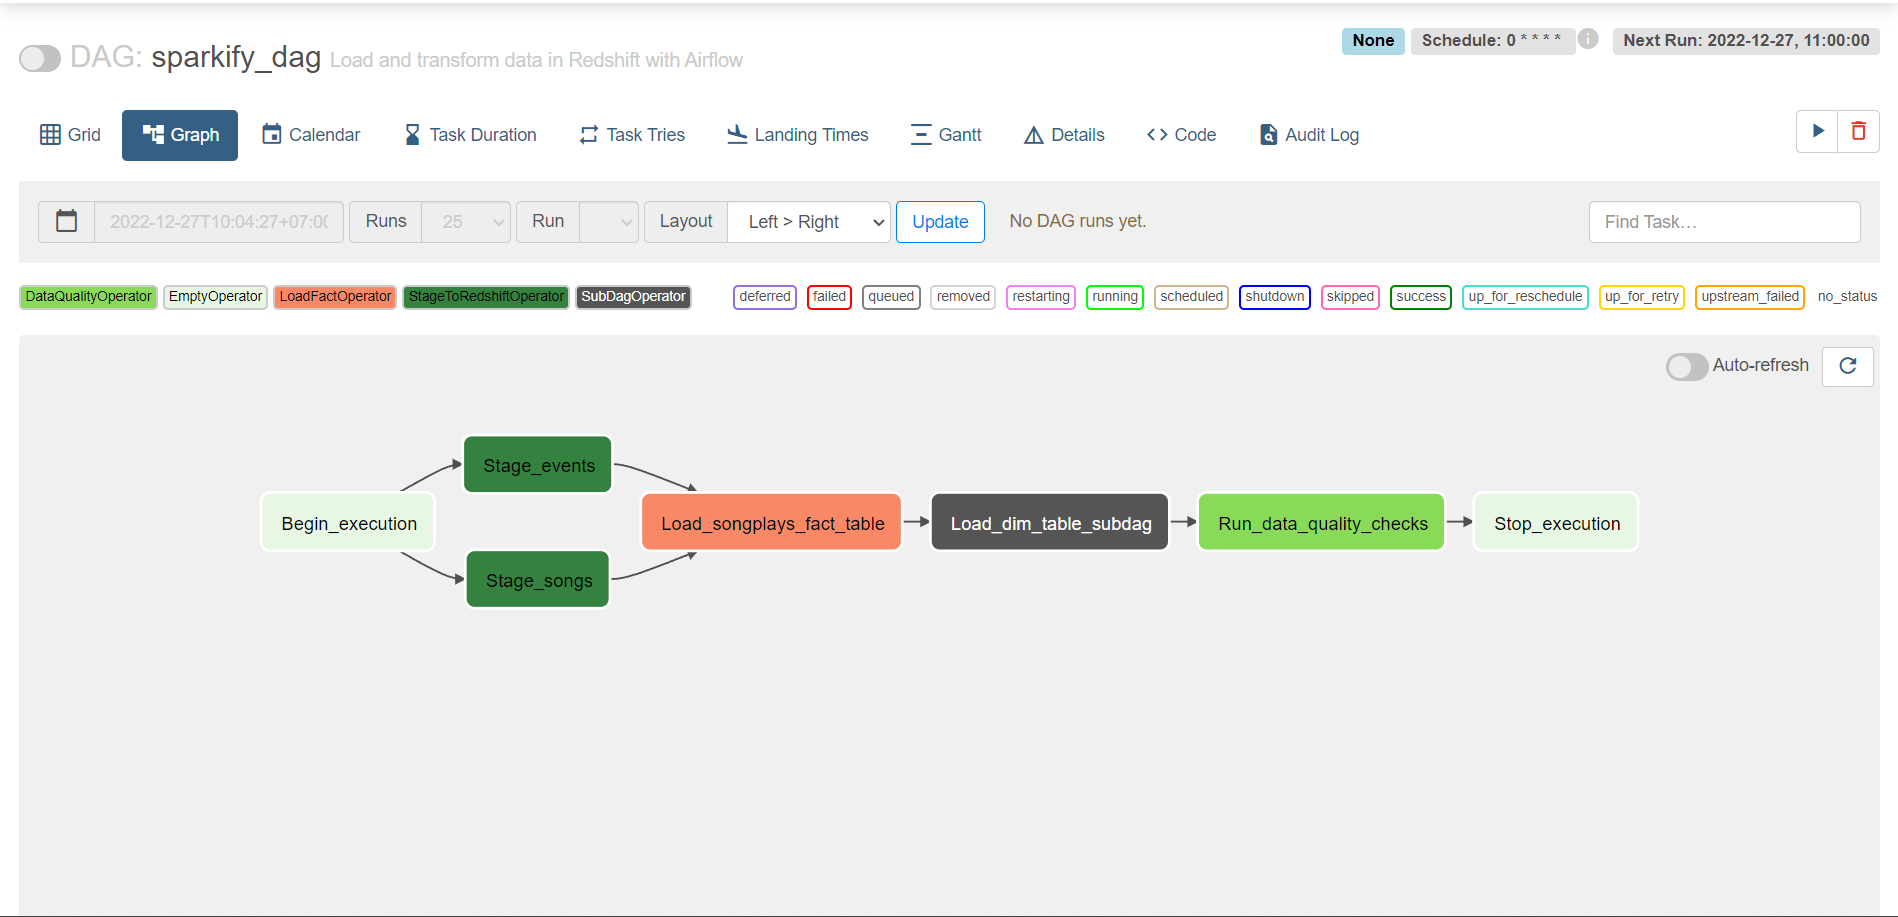 DAG: sparkify_dag Load and transform data in Redshift with Airflow
None Schedule: 0 * * * * i Next Run: 2022-12-27, 11:00:00
Grid Graph Calendar Task Duration Task Tries Landing Times Gantt Details Code Audit Log
2022-12-27T10:04:27+07:00 Runs 25 Run Layout Left > Right Update No DAG runs yet. Find Task…
DataQualityOperator EmptyOperator LoadFactOperator StageToRedshiftOperator SubDagOperator deferred failed queued removed restarting running scheduled shutdown skipped success up_for_reschedule up_for_retry upstream_failed no_status
Auto-refresh
Stage_events
Begin_execution Load_songplays_fact_table Load_dim_table_subdag Run_data_quality_checks Stop_execution
Stage_songs